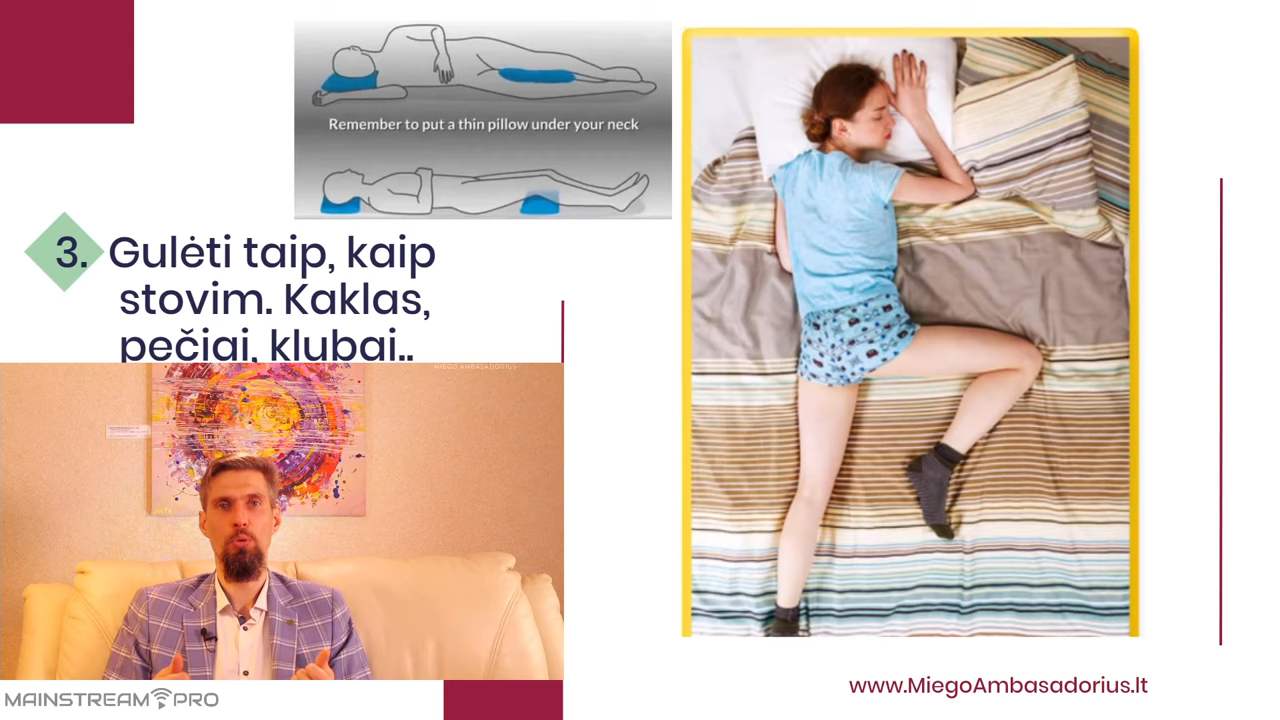 Remember to put a thin pillow under your neck
3. Gulėti taip, kaip
stovim. Kaklas,
pečiai, klubai..
MIEGO AMBASADORIUS
MAINSTREAM PRO
www.MiegoAmbasadorius.lt